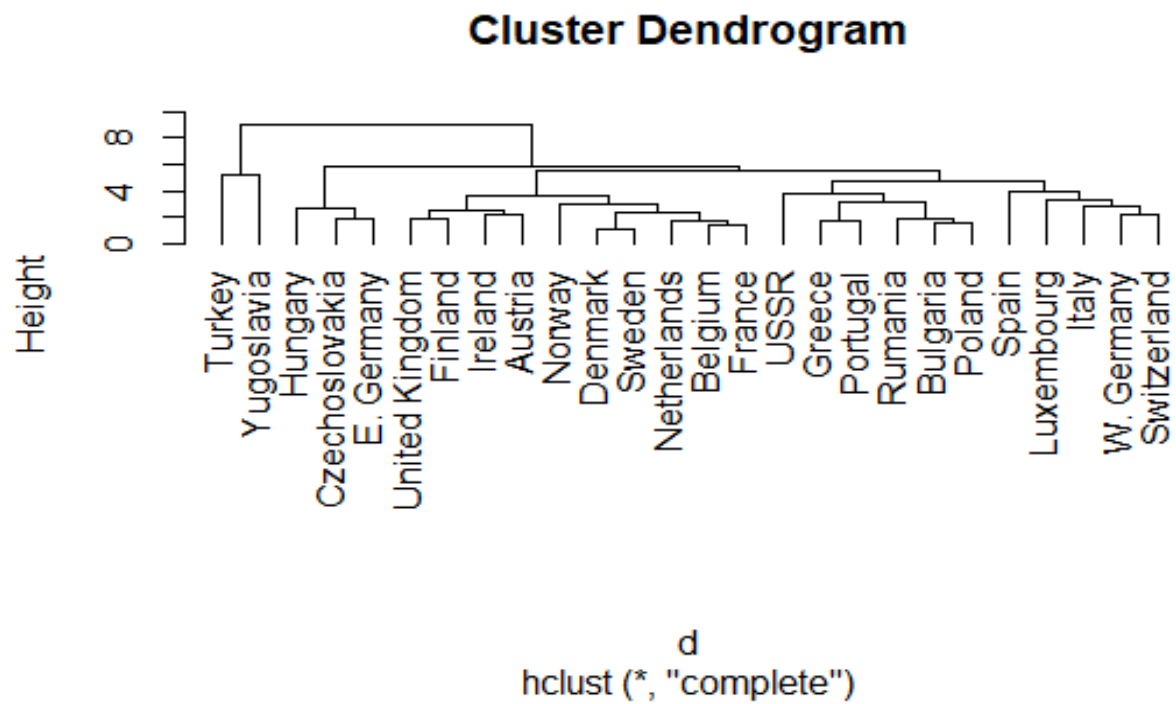 Cluster Dendrogram
Height
8
4
0
Turkey
Yugoslavia
Hungary
Czechoslovakia
E. Germany
United Kingdom
Finland
Ireland
Austria
Norway
Denmark
Sweden
Netherlands
Belgium
France
USSR
Greece
Portugal
Rumania
Bulgaria
Poland
Spain
Luxembourg
Italy
W. Germany
Switzerland
d
hclust (*, "complete")